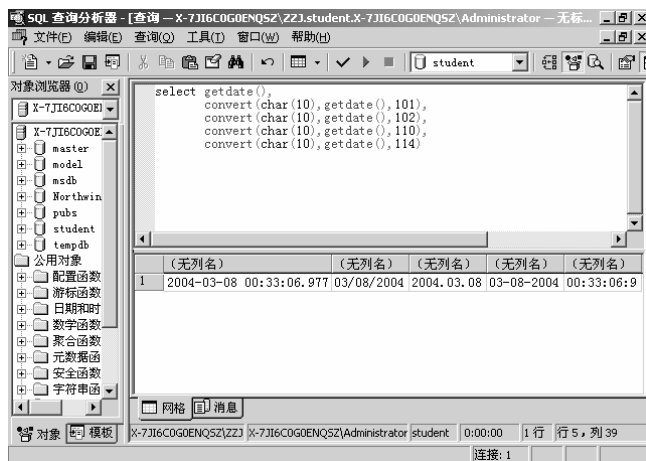 SQL 查询分析器 - [查询 — X-7JI6C0G0ENQSZ\ZZJ.student.X-7JI6C0G0ENQSZ\Administrator — 无标...
文件(F) 编辑(E) 查询(Q) 工具(T) 窗口(W) 帮助(H)
student
对象浏览器(O)
X-7JI6C0G0E
X-7JI6C0G0E
master
model
msdb
Northwin
pubs
student
tempdb
公用对象
配置函数
游标函数
日期和时
数学函数
聚合函数
元数据函
安全函数
字符串函
对象 模板
select getdate(),
convert(char(10),getdate(),101),
convert(char(10),getdate(),102),
convert(char(10),getdate(),110),
convert(char(10),getdate(),114)
(无列名) (无列名) (无列名) (无列名) (无列名)
1 2004-03-08 00:33:06.977 03/08/2004 2004.03.08 03-08-2004 00:33:06:9
网格 消息
X-7JI6C0G0ENQSZ\ZZJ X-7JI6C0G0ENQSZ\Administrator student 0:00:00 1 行 行 5，列 39
连接: 1